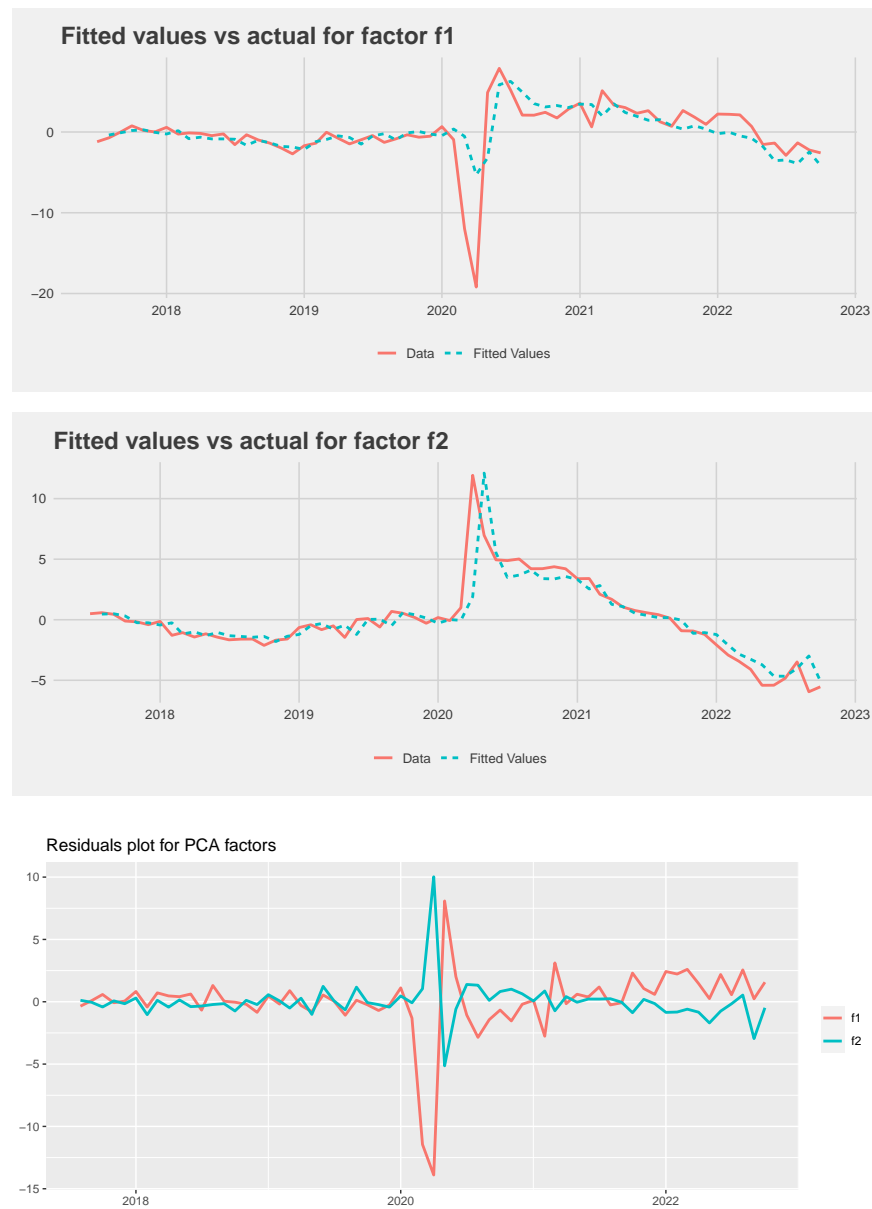 Fitted values vs actual for factor f1
0
−10
−20
2018 2019 2020 2021 2022 2023
Data Fitted Values
Fitted values vs actual for factor f2
10
5
0
−5
2018 2019 2020 2021 2022 2023
Data Fitted Values
Residuals plot for PCA factors
10
5
0
−5
−10
−15
2018 2020 2022
f1
f2